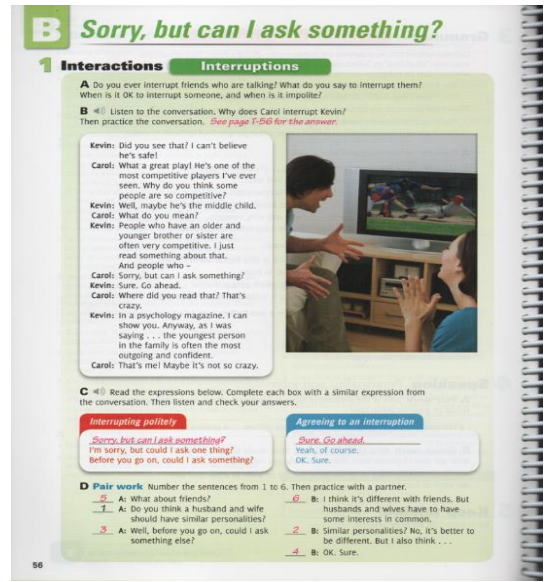 B Sorry, but can I ask something?
1 Interactions Interruptions
A Do you ever interrupt friends who are talking? What do you say to interrupt them?
When is it OK to interrupt someone, and when is it impolite?
B Listen to the conversation. Why does Carol interrupt Kevin?
Then practice the conversation. See page T-56 for the answer.
Kevin: Did you see that? I can't believe
he's safe!
Carol: What a great play! He's one of the
most competitive players I've ever
seen. Why do you think some
people are so competitive?
Kevin: Well, maybe he's the middle child.
Carol: What do you mean?
Kevin: People who have an older and
younger brother or sister are
often very competitive. I just
read something about that.
And people who –
Carol: Sorry, but can I ask something?
Kevin: Sure. Go ahead.
Carol: Where did you read that? That's
crazy.
Kevin: In a psychology magazine. I can
show you. Anyway, as I was
saying . . . the youngest person
in the family is often the most
outgoing and confident.
Carol: That's me! Maybe it's not so crazy.
C Read the expressions below. Complete each box with a similar expression from
the conversation. Then listen and check your answers.
Interrupting politely
Sorry, but can I ask something?
I'm sorry, but could I ask one thing?
Before you go on, could I ask something?
Agreeing to an interruption
Sure. Go ahead.
Yeah, of course.
OK. Sure.
D Pair work Number the sentences from 1 to 6. Then practice with a partner.
5 A: What about friends?
1 A: Do you think a husband and wife
should have similar personalities?
3 A: Well, before you go on, could I ask
something else?
6 B: I think it's different with friends. But
husbands and wives have to have
some interests in common.
2 B: Similar personalities? No, it's better to
be different. But I also think . . .
4 B: OK. Sure.
56